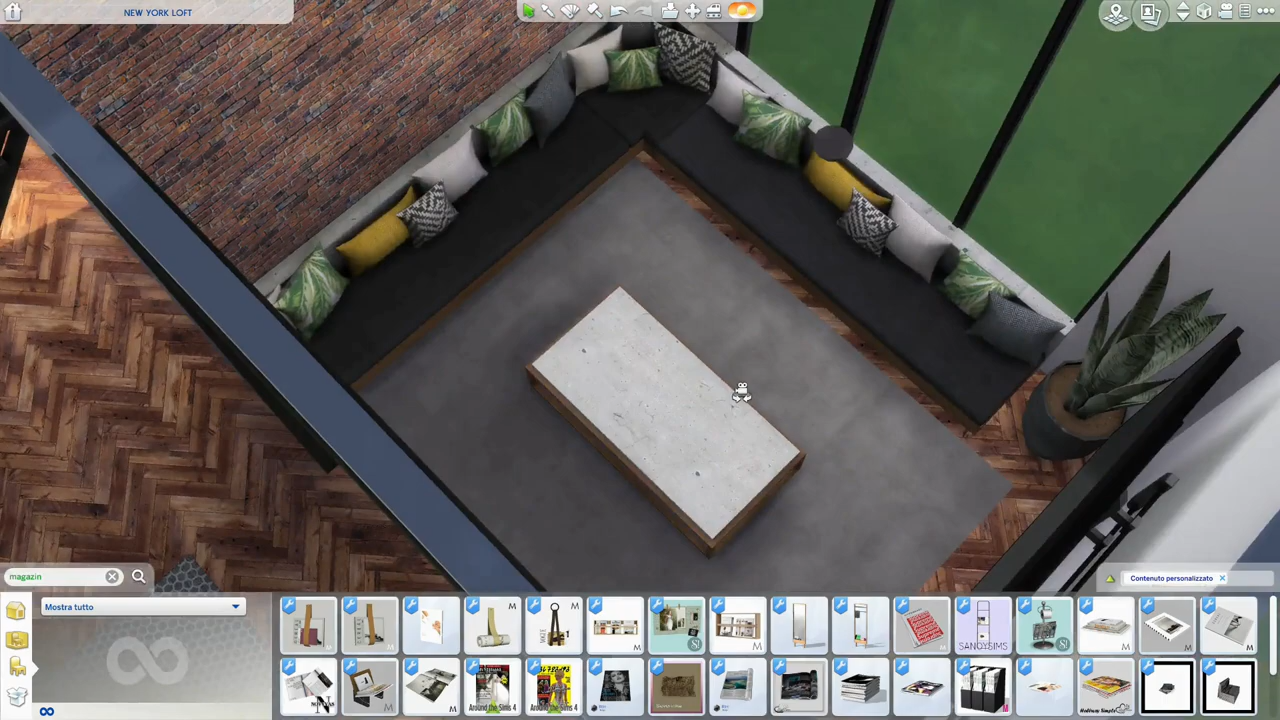 NEW YORK LOFT
magazin
Contenuto personalizzato
Mostra tutto
M
SANDYSIMS
Around the Sims 4
Around the Sims 4